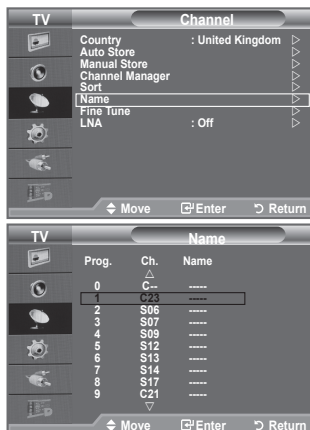 TV Channel
Country : United Kingdom ▷
Auto Store ▷
Manual Store ▷
Channel Manager ▷
Sort ▷
Name ▷
Fine Tune ▷
LNA : Off ▷
Move Enter Return
TV Name
Prog. Ch. Name
△
0 C-- -----
1 C23 -----
2 S06 -----
3 S07 -----
4 S09 -----
5 S12 -----
6 S13 -----
7 S14 -----
8 S17 -----
9 C21 -----
▽
Move Enter Return